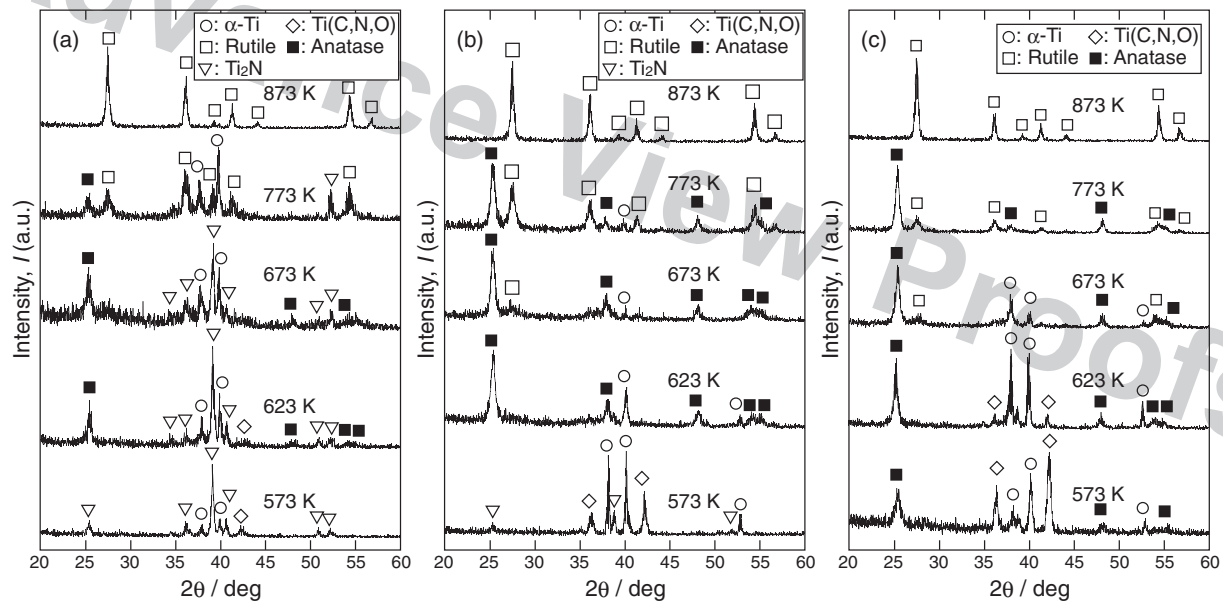 Advance View Proofs
(a)
○: α-Ti ◇: Ti(C,N,O)
□: Rutile ■: Anatase
▽: Ti₂N
873 K
773 K
673 K
623 K
573 K
Intensity, I (a.u.)
20 25 30 35 40 45 50 55 60
2θ / deg
(b)
○: α-Ti ◇: Ti(C,N,O)
□: Rutile ■: Anatase
▽: Ti₂N
873 K
773 K
673 K
623 K
573 K
Intensity, I (a.u.)
20 25 30 35 40 45 50 55 60
2θ / deg
(c)
○: α-Ti ◇: Ti(C,N,O)
□: Rutile ■: Anatase
873 K
773 K
673 K
623 K
573 K
Intensity, I (a.u.)
20 25 30 35 40 45 50 55 60
2θ / deg